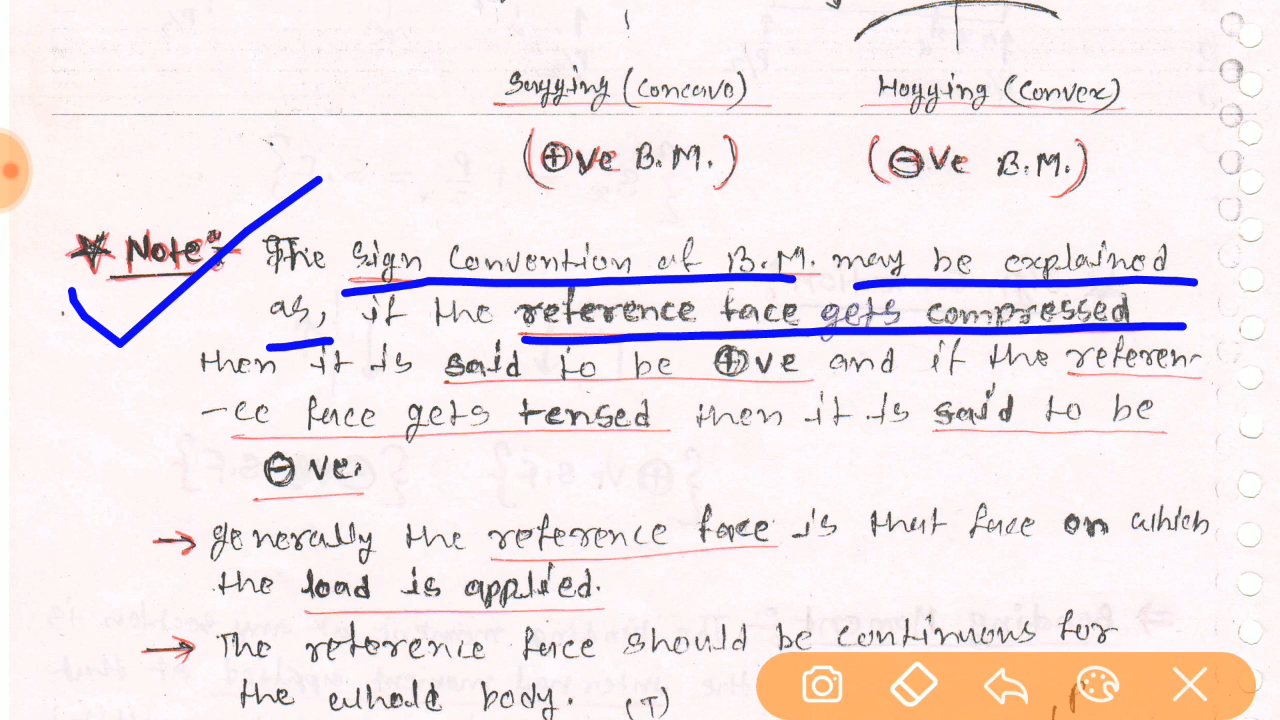 Sagging (Concave) Hogging (Convex)
(⊕ve B.M.) (⊖ve B.M.)
☆ Note: The Sign Convention of B.M. may be explained
as, if the reference face gets compressed
then it is said to be ⊕ve and if the referen-
-ce face gets tensed then it is said to be
⊖ve.
→ generally the reference face is that face on which
the load is applied.
→ The reference face should be continuous for
the whole body. (T)